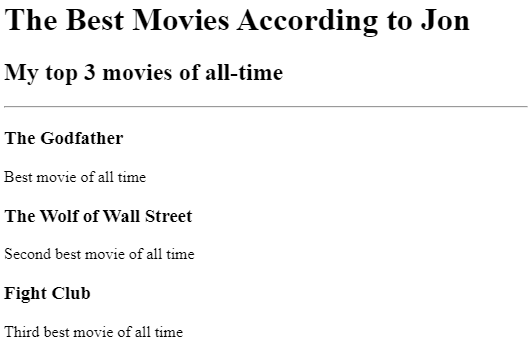 The Best Movies According to Jon
My top 3 movies of all-time
The Godfather
Best movie of all time
The Wolf of Wall Street
Second best movie of all time
Fight Club
Third best movie of all time